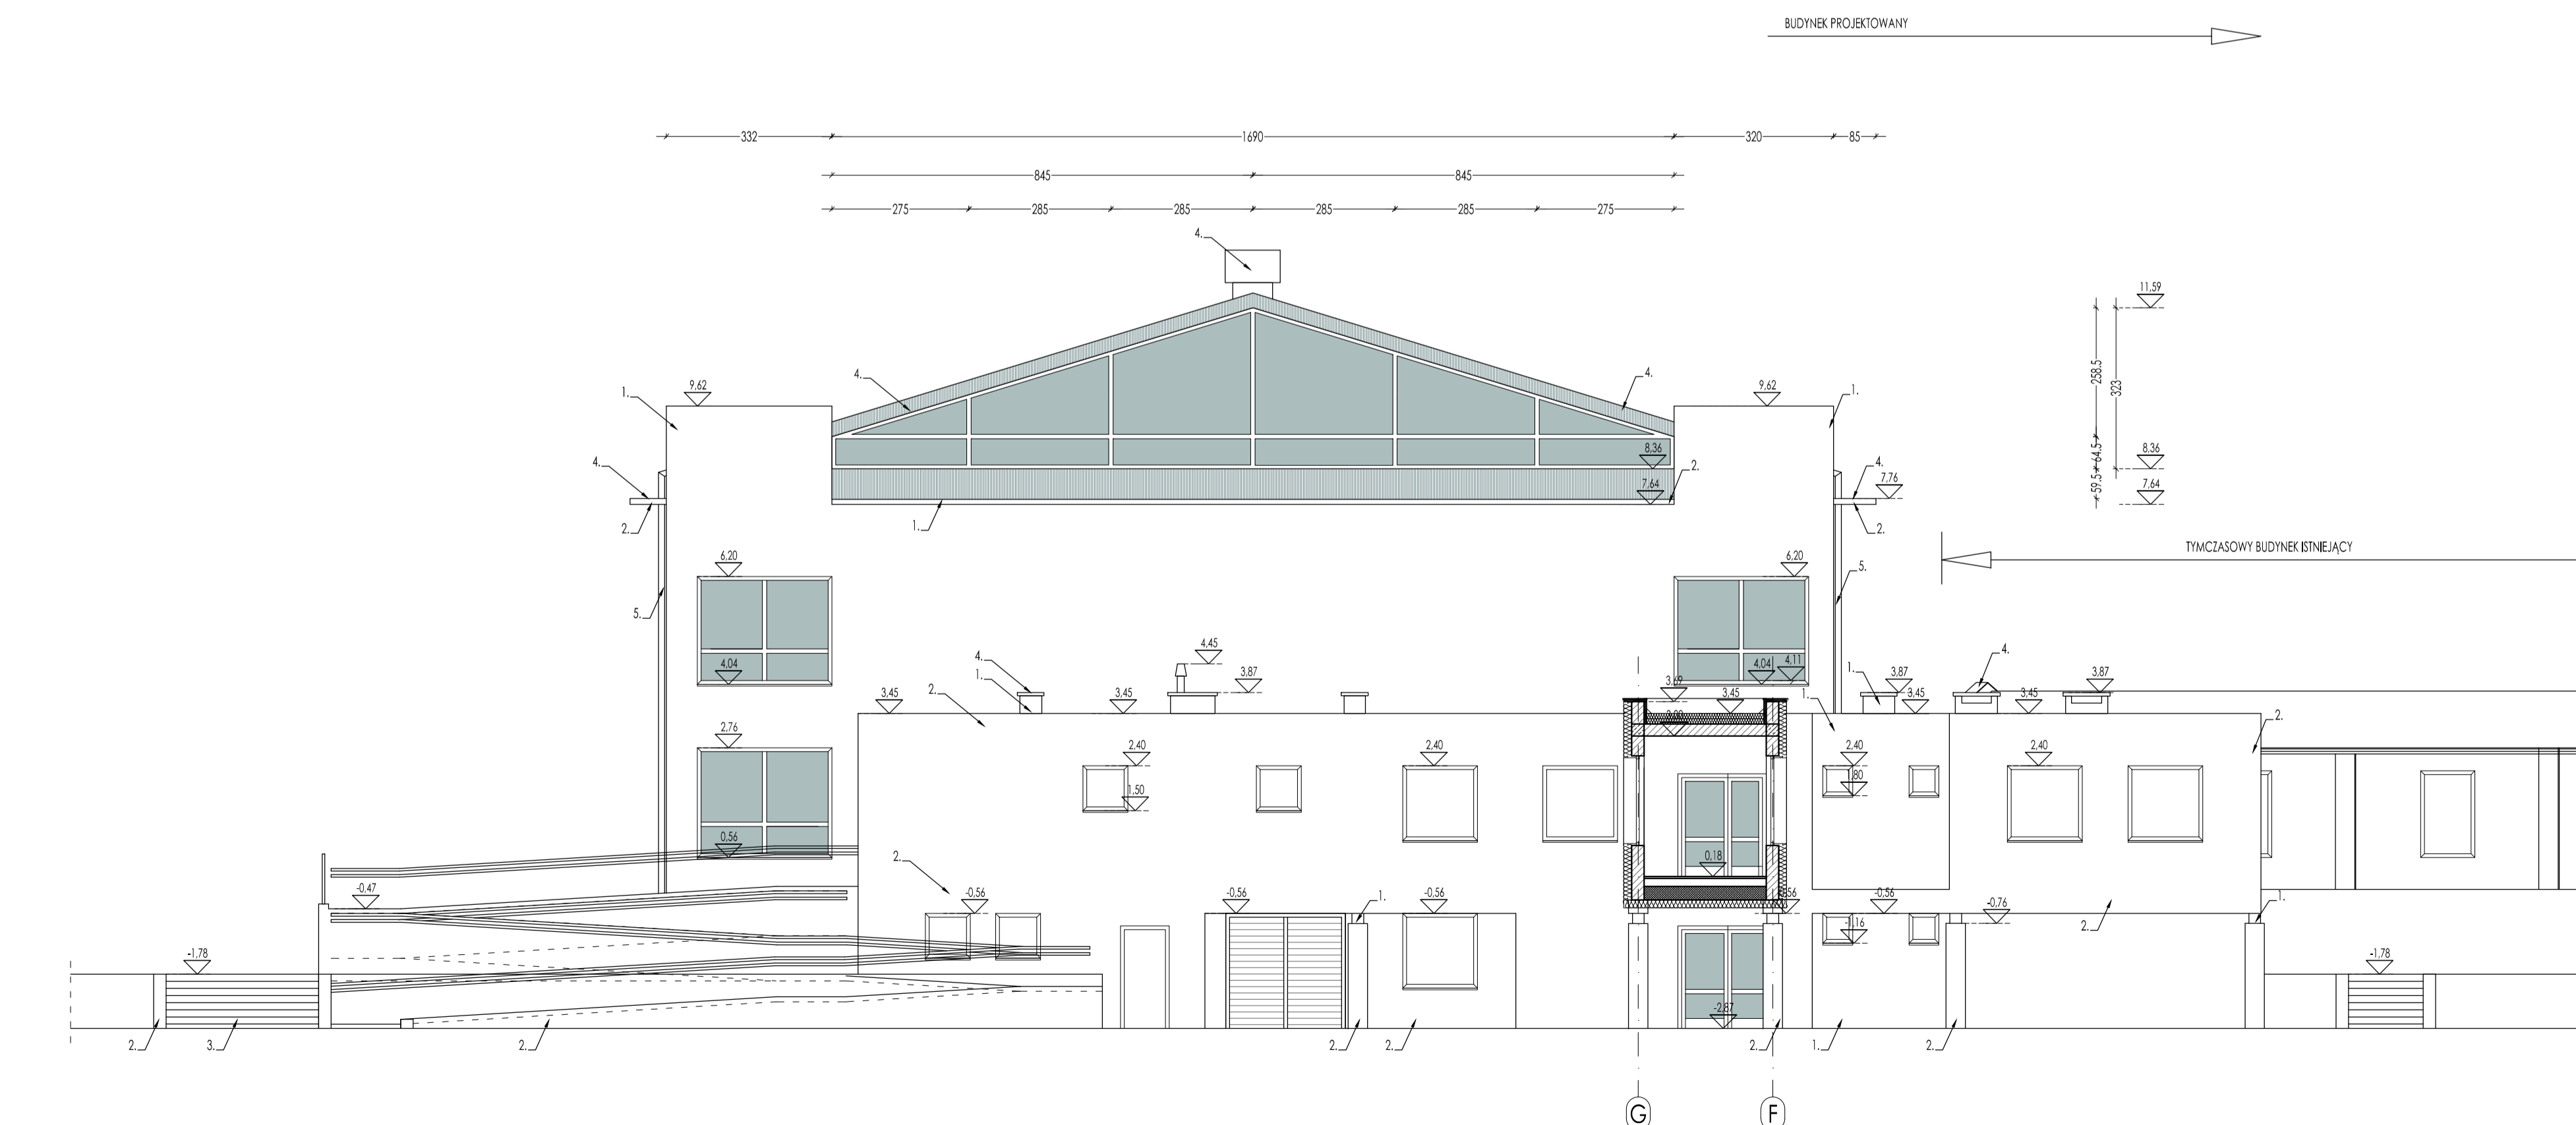 BUDYNEK PROJEKTOWANY
332 1690 320 85
845 845
275 285 285 285 285 275
4.
11,59
258.5
323
4. 4.
1. 9,62 9,62 1.
8,36 64.5 8,36
4. 2. 4.
7,76
7,64 59.5 7,64
2. 1. 2.
TYMCZASOWY BUDYNEK ISTNIEJĄCY
6,20 6,20 5.
5.
4,45 4.
4. 4,04 4,11
1. 3,87 1. 3,87 3,87
4,04
3,69
2. 1.
3,45 3,45 3,45 3,45 3,45
3,00 2.
2,76 2,40 2,40 2,40 2,40
1,50 1,80
0,56
2. 0,18
-0,47 -0,56 -0,56 1. -0,56 -0,56 1.
-0,76
-1,16 2.
-1,78 -1,78
-2,87
2. 3. 2. 2. 2. 2. 1. 2.
G F